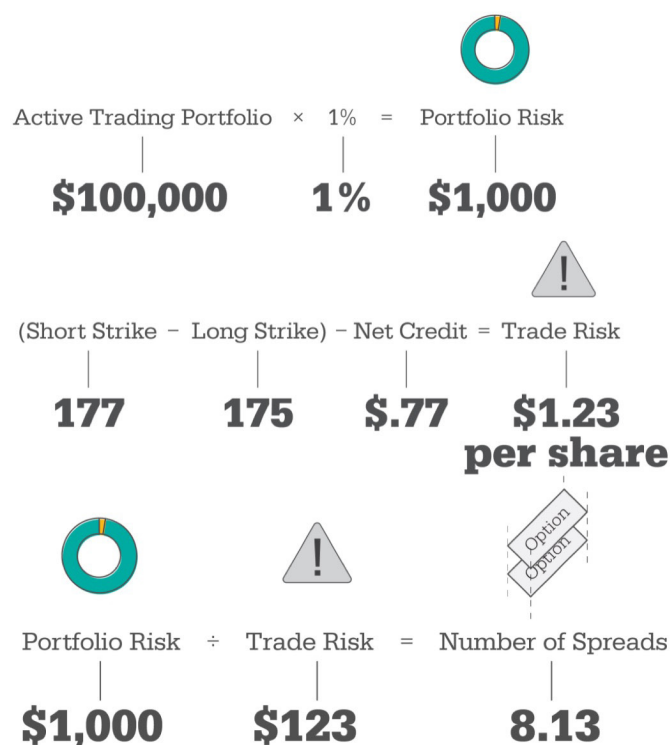 Active Trading Portfolio × 1% = Portfolio Risk
$100,000 1% $1,000
!
(Short Strike – Long Strike) – Net Credit = Trade Risk
177 175 $.77 $1.23
per share
Option
Option
!
Portfolio Risk ÷ Trade Risk = Number of Spreads
$1,000 $123 8.13